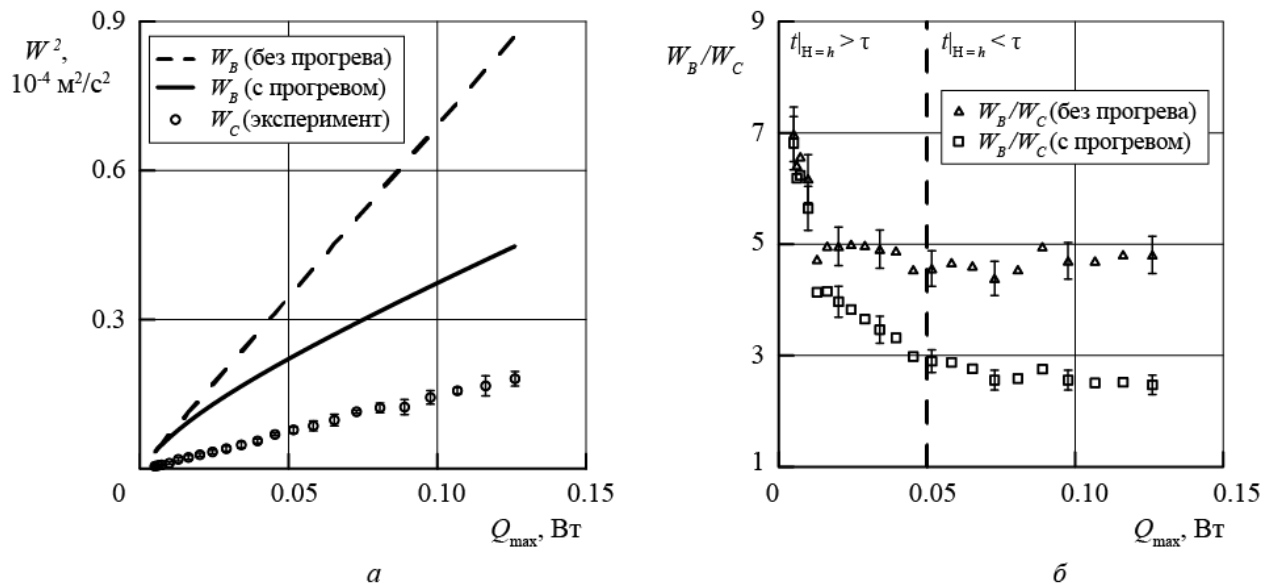 W²,
10⁻⁴ м²/с²
0.9
0.6
0.3
W_B (без прогрева)
W_B (с прогревом)
W_C (эксперимент)
0
0.05
0.10
0.15
Q_max, Вт
а
W_B/W_C
t|_H=h > τ
t|_H=h < τ
7
5
3
1
W_B/W_C (без прогрева)
W_B/W_C (с прогревом)
0
0.05
0.10
0.15
Q_max, Вт
б